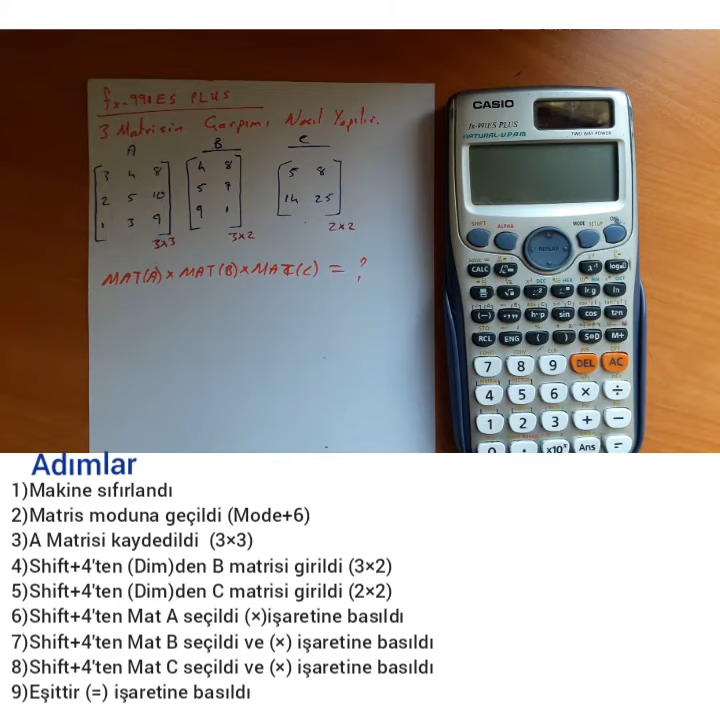 fx-991ES PLUS
3 Matrisin Çarpımı Nasıl Yapılır.
A B C
3 4 8
2 5 10
1 3 9
3x3
4 8
5 7
9 1
3x2
5 8
14 25
2x2
MAT(A) x MAT(B) x MAT(C) = ?
CASIO
fx-991ES PLUS
NATURAL-V.P.A.M.
TWO WAY POWER
SHIFT ALPHA MODE SETUP ON
REPLAY
CALC x⁻¹ log
log ln
(−) hyp sin cos tan
RCL ENG ( ) S⇔D M+
7 8 9 DEL AC
4 5 6 × ÷
1 2 3 + −
0 . ×10ˣ Ans =
Adımlar
1)Makine sıfırlandı
2)Matris moduna geçildi (Mode+6)
3)A Matrisi kaydedildi (3×3)
4)Shift+4'ten (Dim)den B matrisi girildi (3×2)
5)Shift+4'ten (Dim)den C matrisi girildi (2×2)
6)Shift+4'ten Mat A seçildi (×)işaretine basıldı
7)Shift+4'ten Mat B seçildi ve (×) işaretine basıldı
8)Shift+4'ten Mat C seçildi ve (×) işaretine basıldı
9)Eşittir (=) işaretine basıldı